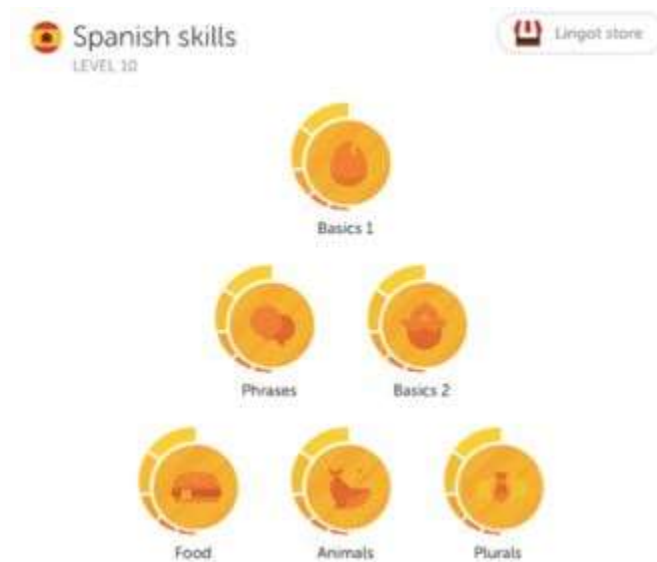 Spanish skills
LEVEL 10
Lingot store
Basics 1
Phrases
Basics 2
Food
Animals
Plurals